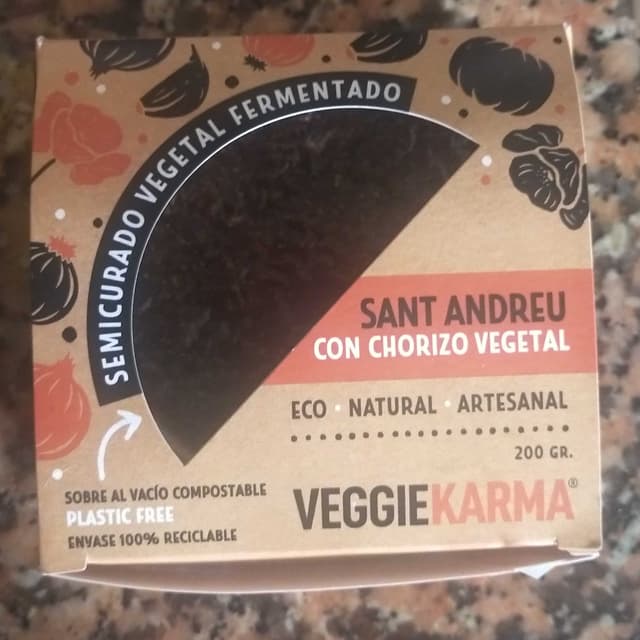 SEMICURADO VEGETAL FERMENTADO
SANT ANDREU
CON CHORIZO VEGETAL
ECO · NATURAL · ARTESANAL
200 GR.
SOBRE AL VACÍO COMPOSTABLE
PLASTIC FREE
ENVASE 100% RECICLABLE
VEGGIEKARMA®